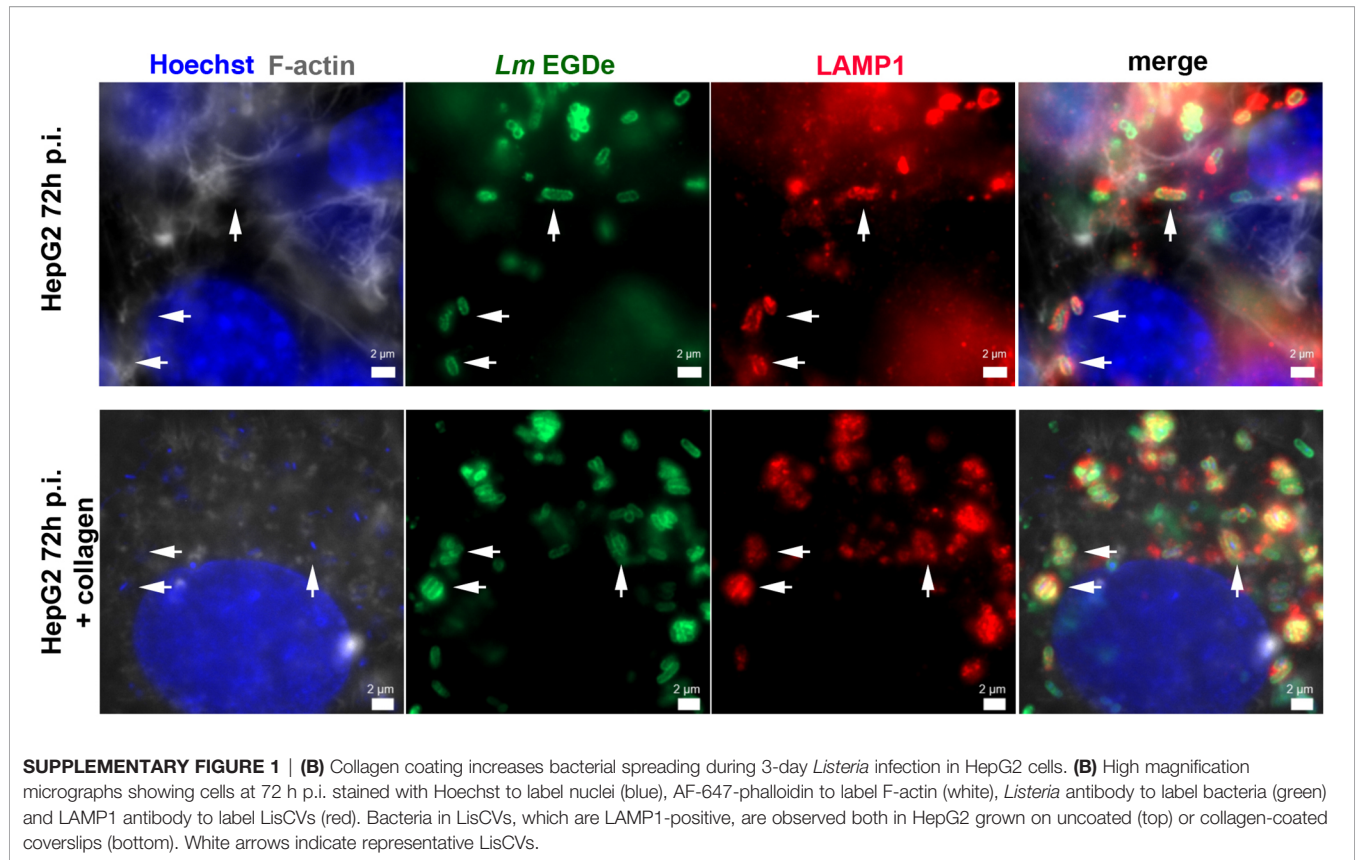 Hoechst F-actin Lm EGDe LAMP1 merge
HepG2 72h p.i.
2 µm 2 µm 2 µm 2 µm
HepG2 72h p.i.
+ collagen
2 µm 2 µm 2 µm 2 µm
SUPPLEMENTARY FIGURE 1 | (B) Collagen coating increases bacterial spreading during 3-day Listeria infection in HepG2 cells. (B) High magnification
micrographs showing cells at 72 h p.i. stained with Hoechst to label nuclei (blue), AF-647-phalloidin to label F-actin (white), Listeria antibody to label bacteria (green)
and LAMP1 antibody to label LisCVs (red). Bacteria in LisCVs, which are LAMP1-positive, are observed both in HepG2 grown on uncoated (top) or collagen-coated
coverslips (bottom). White arrows indicate representative LisCVs.